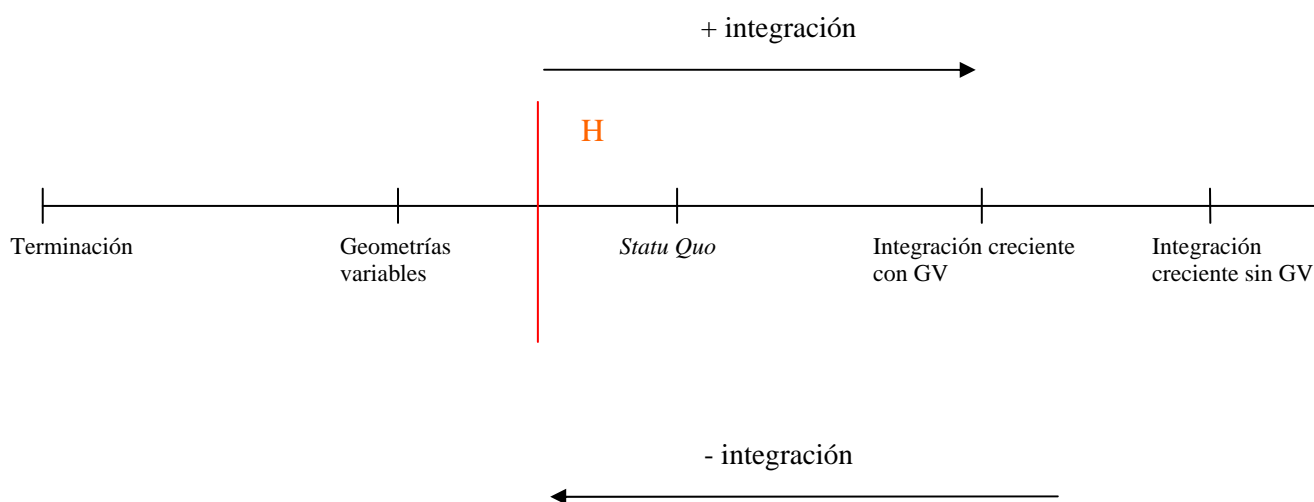 + integración
H
Terminación
Geometrías
variables
Statu Quo
Integración creciente
con GV
Integración
creciente sin GV
- integración